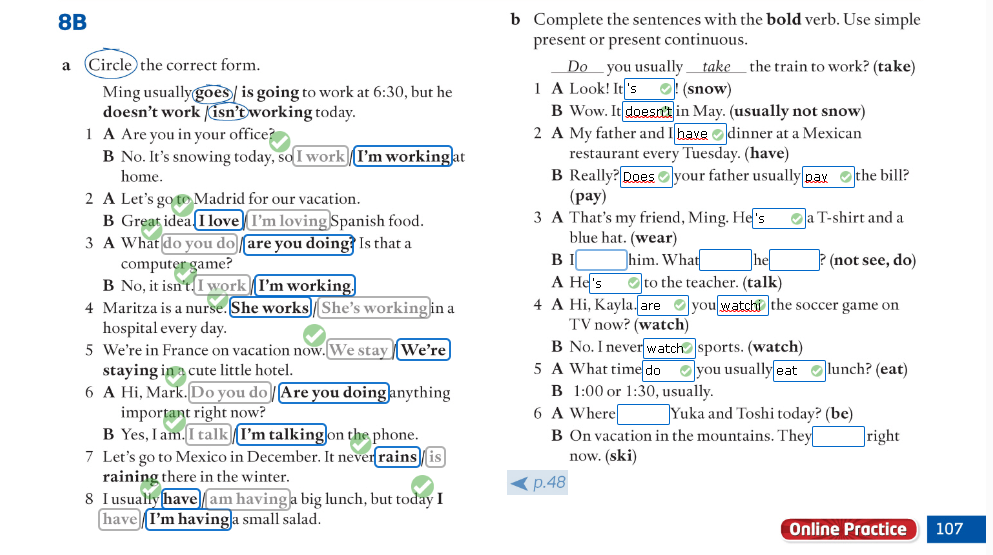 8B
a Circle the correct form.
Ming usually goes / is going to work at 6:30, but he
doesn't work / isn't working today.
1 A Are you in your office?
B No. It's snowing today, so I work / I'm working at
home.
2 A Let's go to Madrid for our vacation.
B Great idea. I love / I'm loving Spanish food.
3 A What do you do / are you doing? Is that a
computer game?
B No, it isn't. I work / I'm working.
4 Maritza is a nurse. She works / She's working in a
hospital every day.
5 We're in France on vacation now. We stay / We're
staying in a cute little hotel.
6 A Hi, Mark. Do you do / Are you doing anything
important right now?
B Yes, I am. I talk / I'm talking on the phone.
7 Let's go to Mexico in December. It never rains / is
raining there in the winter.
8 I usually have / am having a big lunch, but today I
have / I'm having a small salad.
b Complete the sentences with the bold verb. Use simple
present or present continuous.
Do you usually take the train to work? (take)
1 A Look! It 's ! (snow)
B Wow. It doesn't in May. (usually not snow)
2 A My father and I have dinner at a Mexican
restaurant every Tuesday. (have)
B Really? Does your father usually pay the bill?
(pay)
3 A That's my friend, Ming. He 's a T-shirt and a
blue hat. (wear)
B I him. What he ? (not see, do)
A He 's to the teacher. (talk)
4 A Hi, Kayla. are you watchi the soccer game on
TV now? (watch)
B No. I never watch sports. (watch)
5 A What time do you usually eat lunch? (eat)
B 1:00 or 1:30, usually.
6 A Where Yuka and Toshi today? (be)
B On vacation in the mountains. They right
now. (ski)
p.48
Online Practice 107